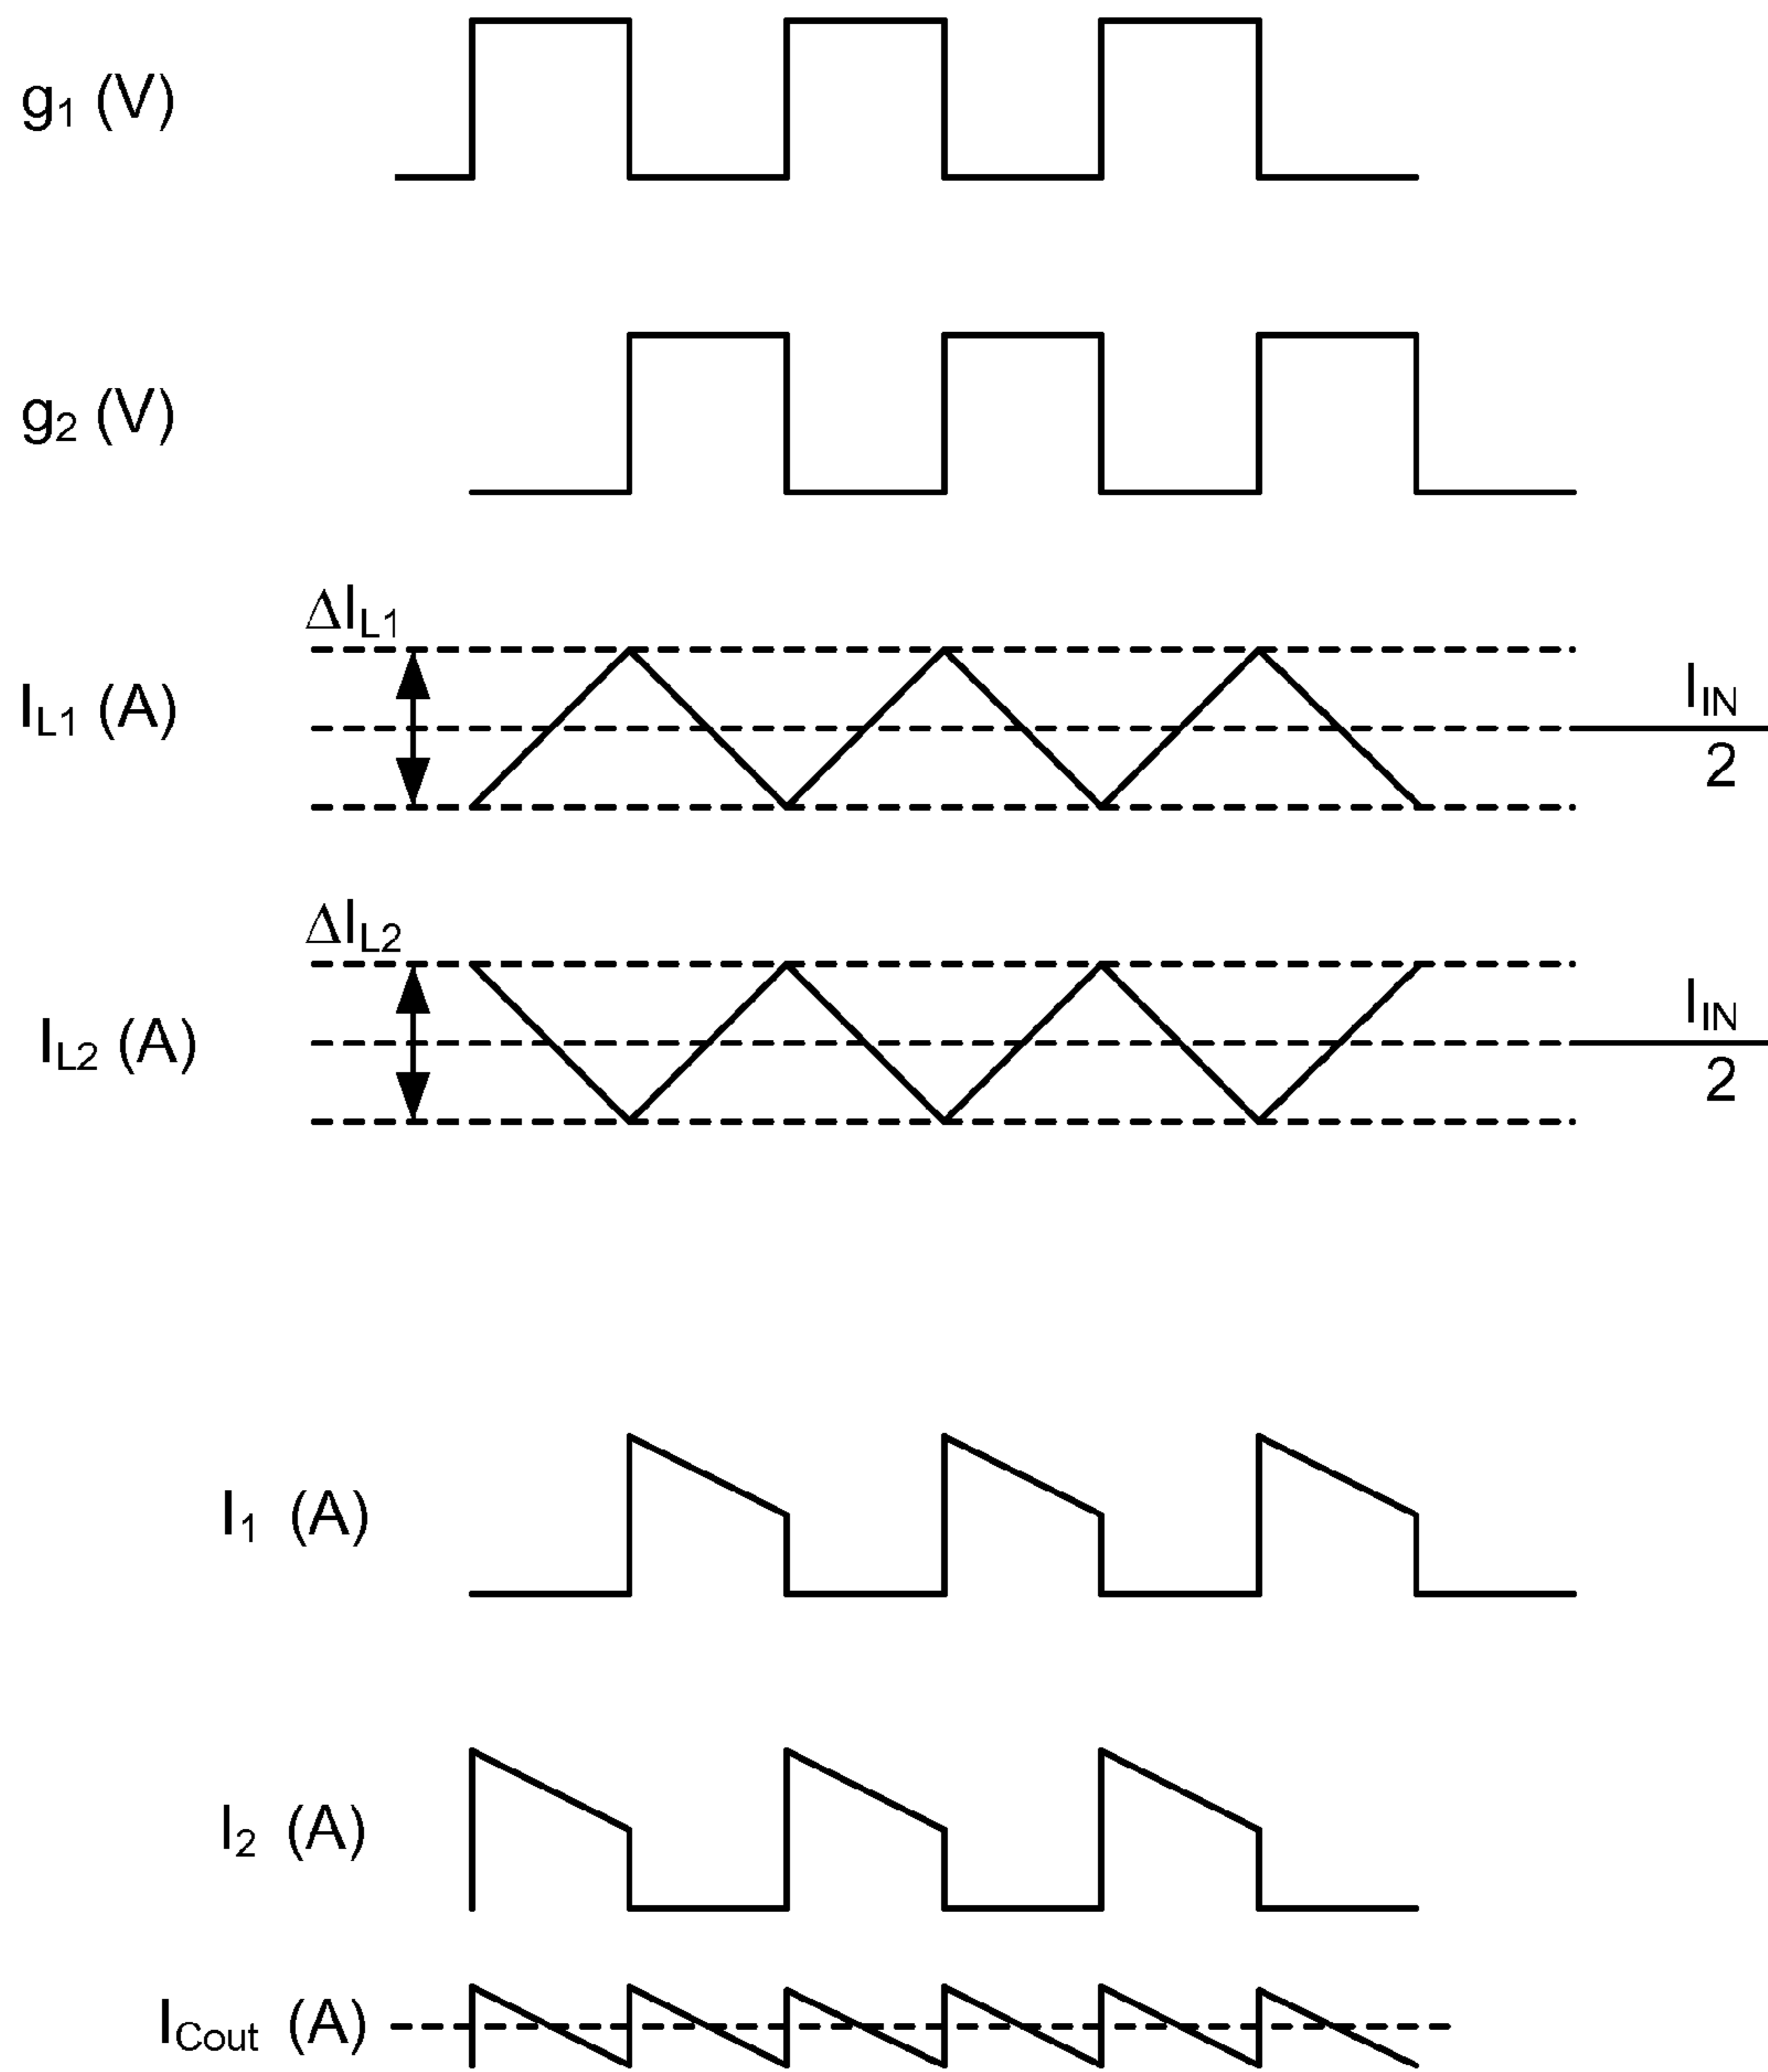 g1 (V)
g2 (V)
ΔIL1
IL1 (A)
IIN
2
ΔIL2
IL2 (A)
IIN
2
I1 (A)
I2 (A)
ICout (A)